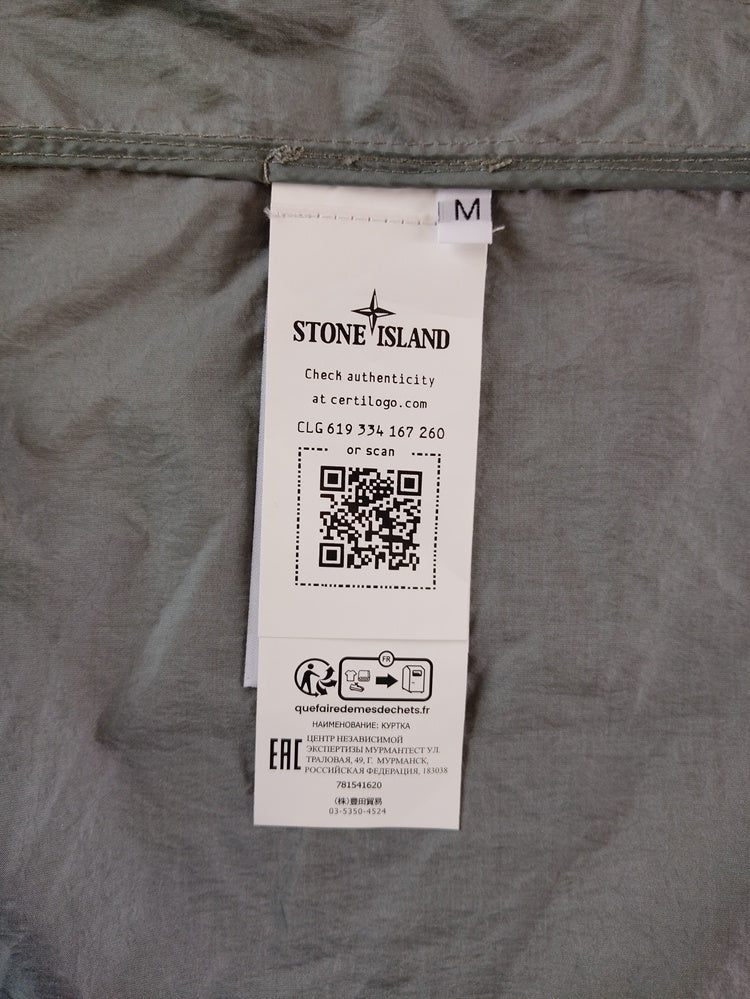 M
STONE ISLAND
Check authenticity
at certilogo.com
CLG 619 334 167 260
or scan
FR
quefairedemesdechets.fr
НАИМЕНОВАНИЕ: КУРТКА
EAC
ЦЕНТР НЕЗАВИСИМОЙ
ЭКСПЕРТИЗЫ МУРМАНТЕСТ УЛ.
ТРАЛОВАЯ, 49, Г. МУРМАНСК,
РОССИЙСКАЯ ФЕДЕРАЦИЯ, 183038
781541620
(株)豊田貿易
03-5350-4524